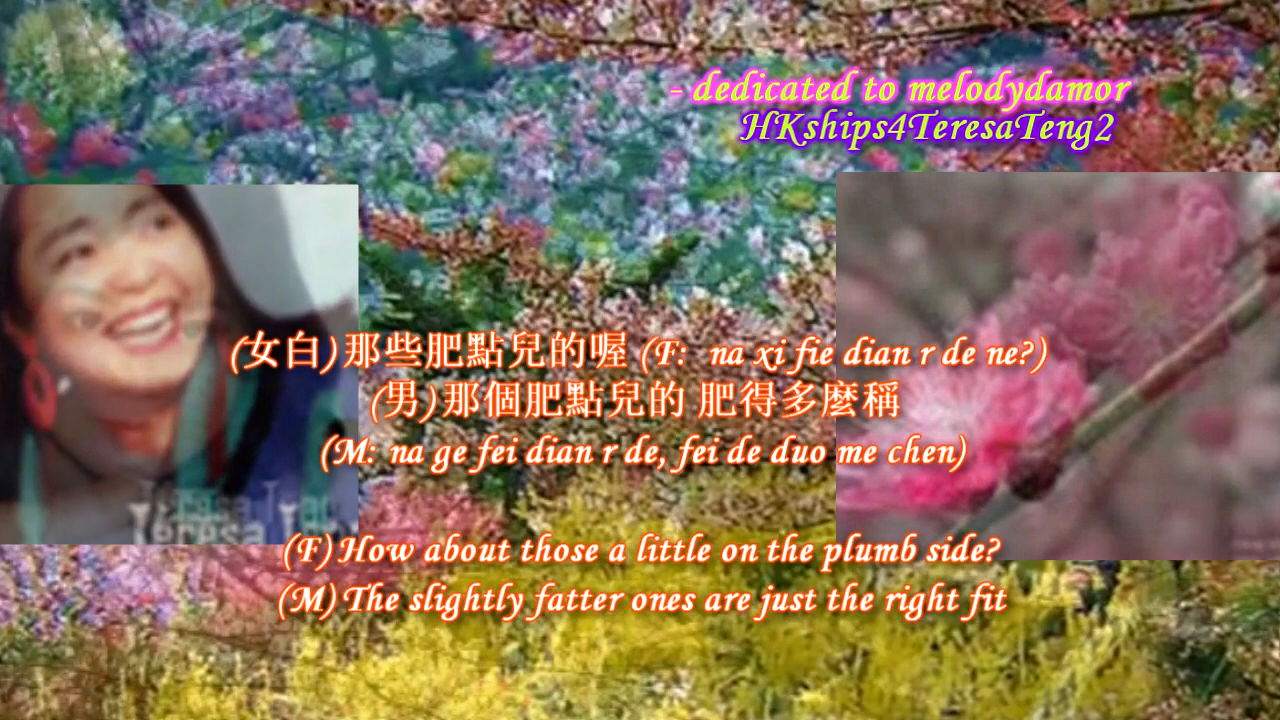 - dedicated to melodydamor
HKships4TeresaTeng2
(女白)那些肥點兒的喔 (F: na xi fie dian r de ne?)
(男)那個肥點兒的 肥得多麼稱
(M: na ge fei dian r de, fei de duo me chen)
Teresa
(F) How about those a little on the plumb side?
(M) The slightly fatter ones are just the right fit